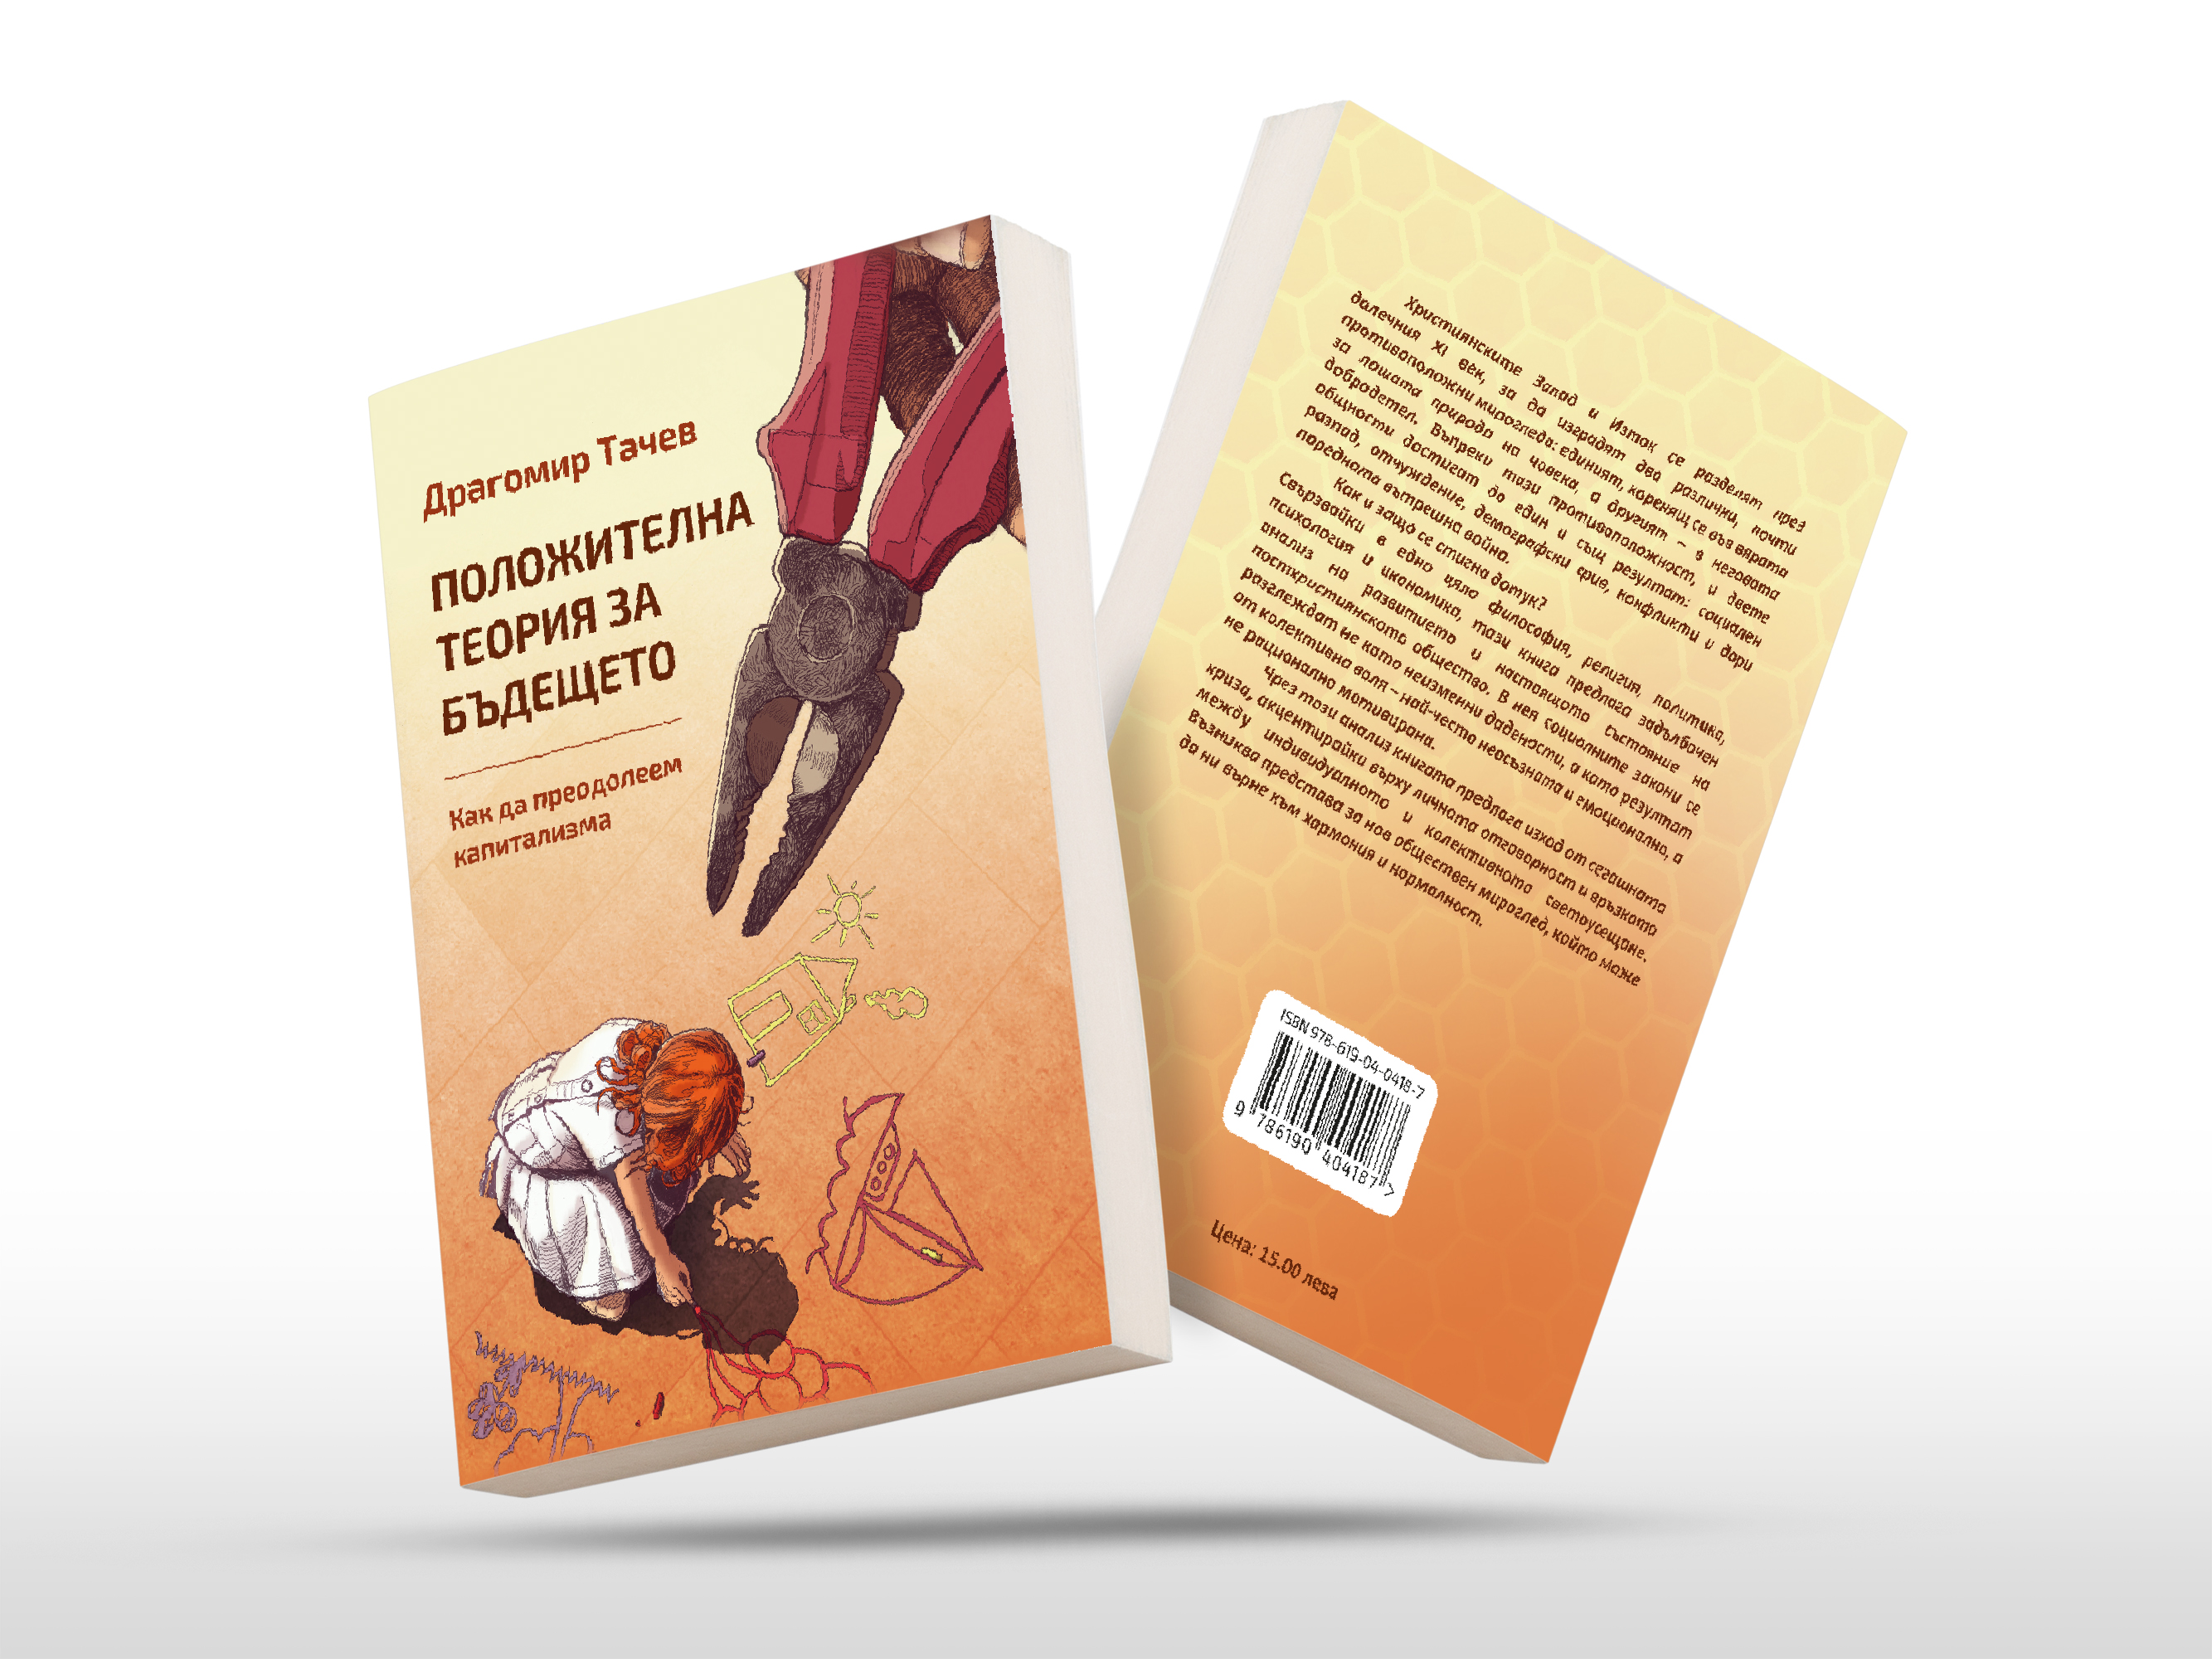 Драгомир Тачев
ПОЛОЖИТЕЛНА
ТЕОРИЯ ЗА
БЪДЕЩЕТО
Как да преодолеем
капитализма
Християнските Запад и Изток се разделят през
далечния XI век, за да изградят два различни, почти
противоположни мирогледа: единият, коренящ се във вярата
за лошата природа на човека, а другият – в неговата
добродетел. Въпреки тази противоположност, и двете
общности достигат до един и същ резултат: социален
разпад, отчуждение, демографски срив, конфликти и дори
поредната вътрешна война.
Как и защо се стигна дотук?
Свързвайки в едно цяло философия, религия, политика,
психология и икономика, тази книга предлага задълбочен
анализ на развитието и настоящото състояние на
постхристиянското общество. В нея социалните закони се
разглеждат не като неизменни дадености, а като резултат
от колективна воля – най-често неосъзната и емоционална, а
не рационално мотивирана.
Чрез този анализ книгата предлага изход от сегашната
криза, акцентирайки върху личната отговорност и връзката
между индивидуалното и колективното светоусещане.
Възниква представа за нов обществен мироглед, който може
да ни върне към хармония и нормалност.
ISBN 978-619-04-0418-7
9 786190 404187 >
Цена: 15.00 лева